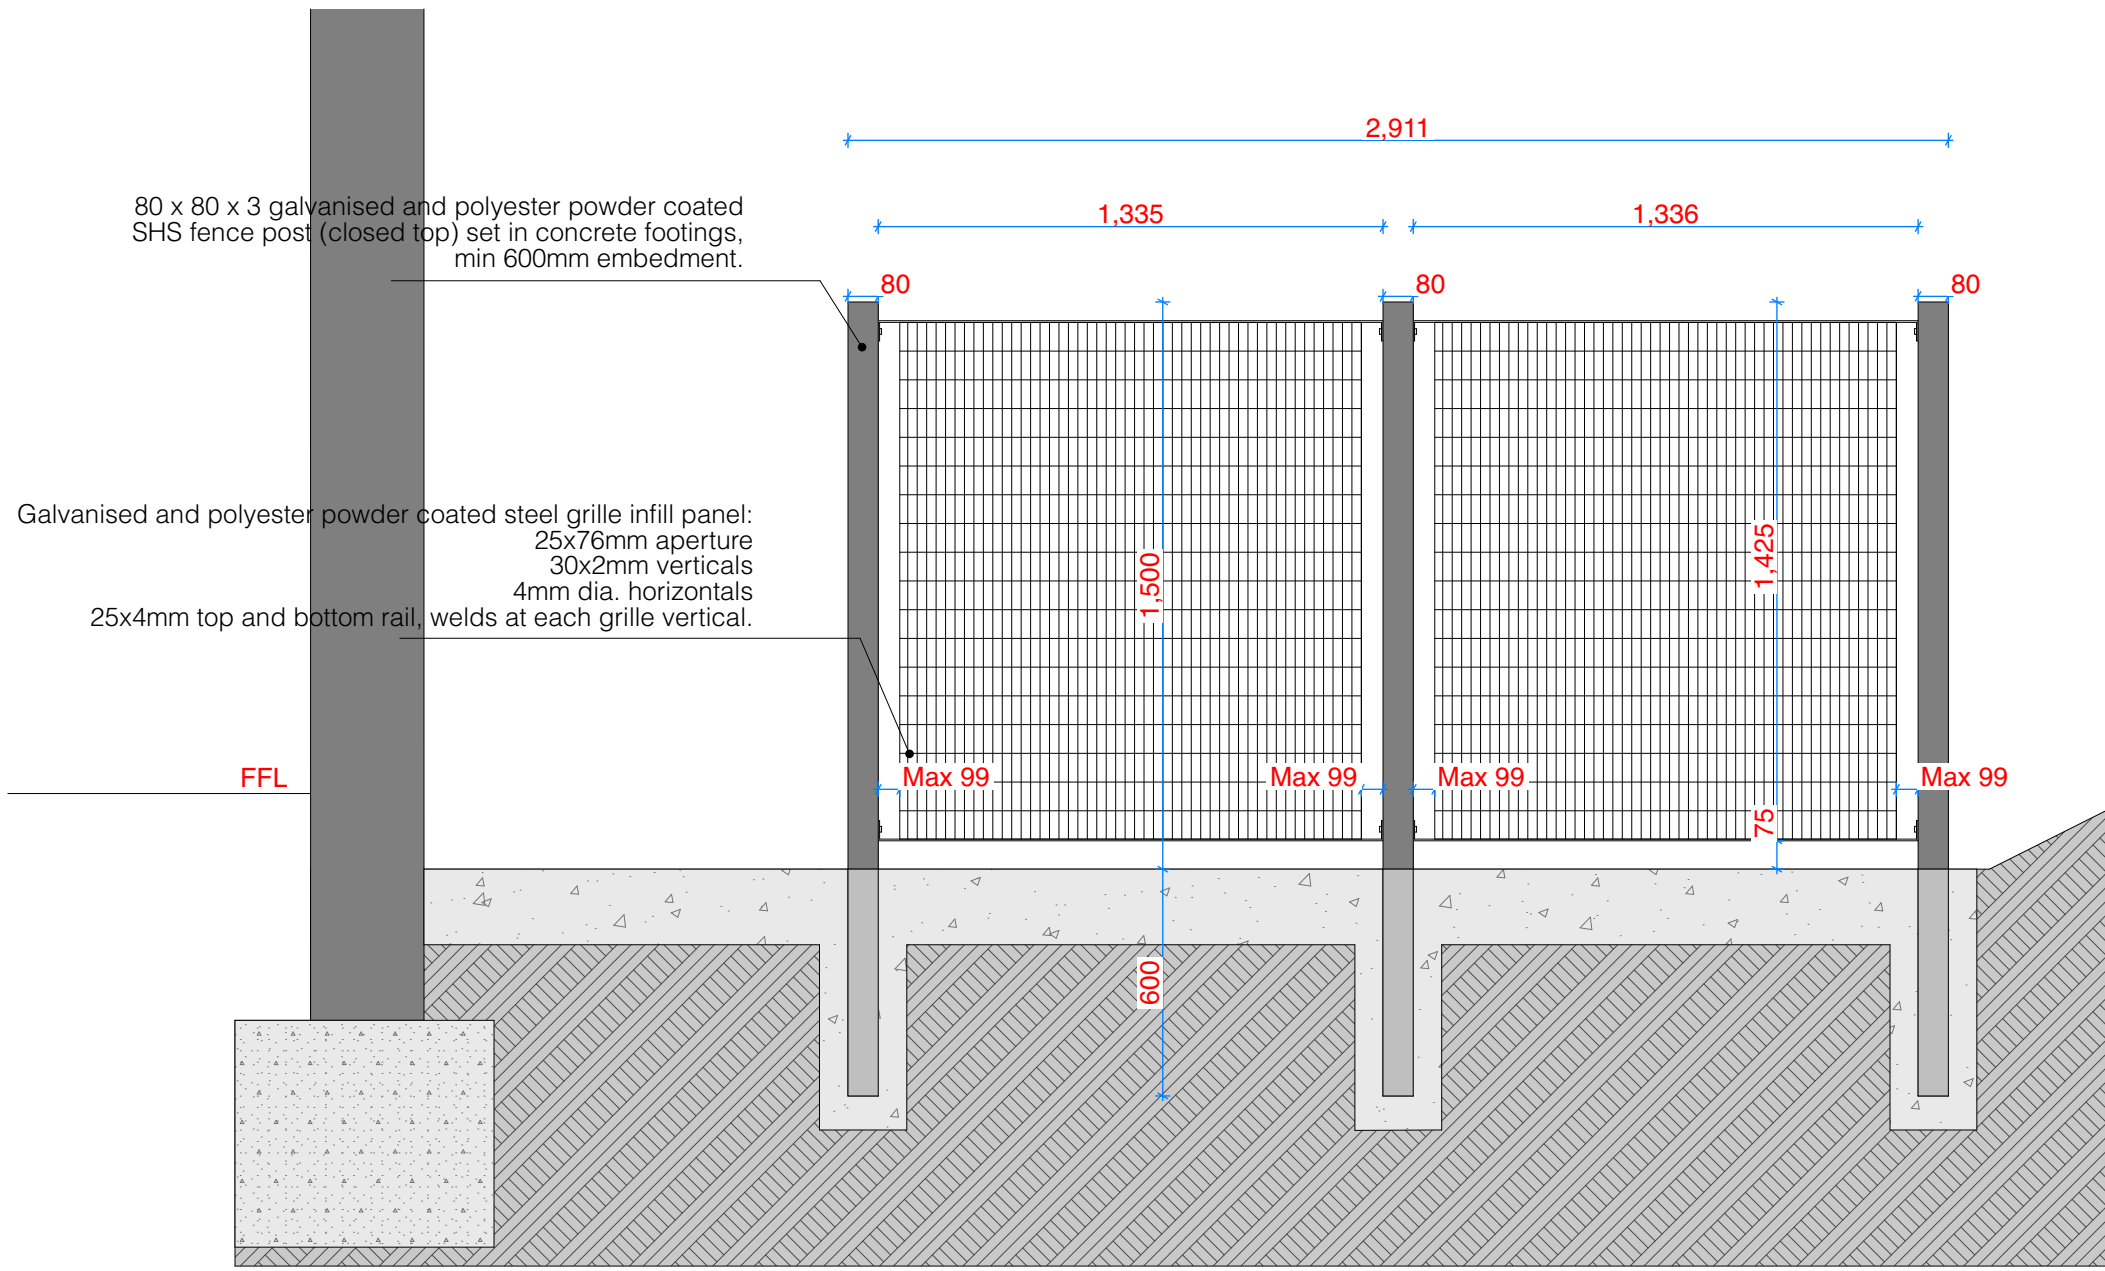 2,911
80 x 80 x 3 galvanised and polyester powder coated
SHS fence post (closed top) set in concrete footings,
min 600mm embedment.
1,335
1,336
80
80
80
Galvanised and polyester powder coated steel grille infill panel:
25x76mm aperture
30x2mm verticals
4mm dia. horizontals
25x4mm top and bottom rail, welds at each grille vertical.
1,500
1,425
FFL
Max 99
Max 99
Max 99
Max 99
75
600